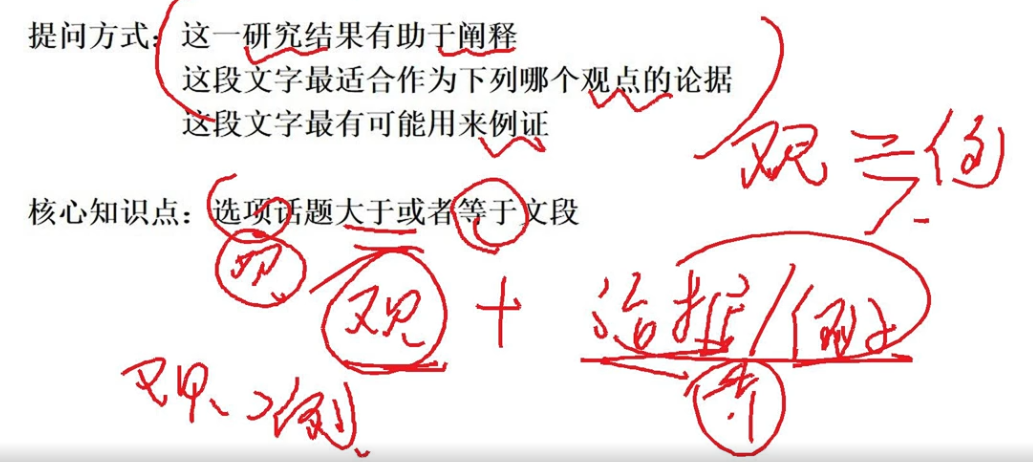 提问方式：这一研究结果有助于阐释
这段文字最适合作为下列哪个观点的论据
这段文字最有可能用来例证
观 = 例
核心知识点：选项话题大于或者等于文段
观
观 + 论据/例子
观 > 例